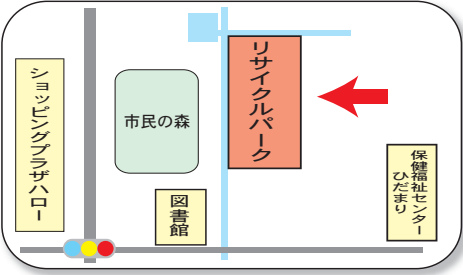 ショッピングプラザハロー
市民の森
図書館
リサイクルパーク
保健福祉センター
ひだまり